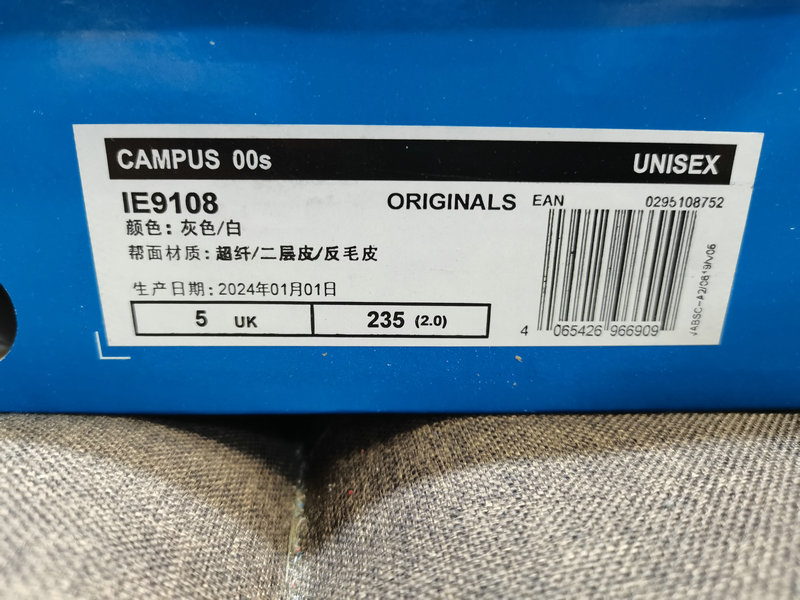 CAMPUS 00s UNISEX
IE9108 ORIGINALS EAN 0295108752
颜色: 灰色/白
帮面材质: 超纤/二层皮/反毛皮
生产日期: 2024年01月01日
5 UK 235 (2.0)
4 065426 966909